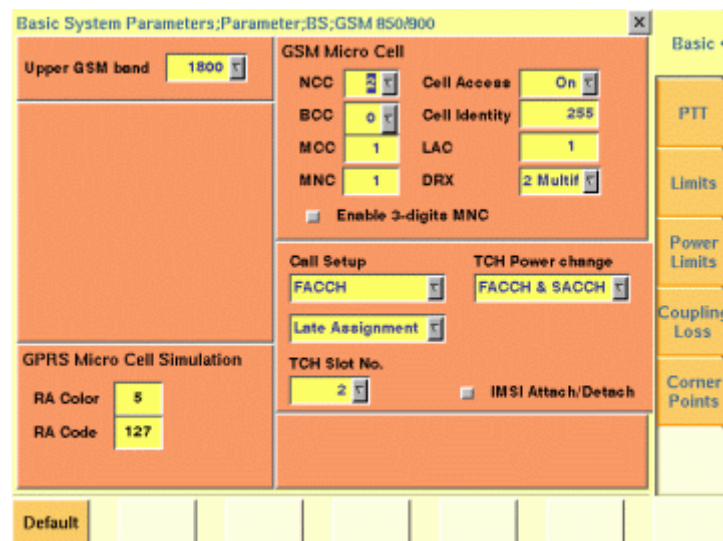 Basic System Parameters;Parameter;BS;GSM 850/900
Upper GSM band 1800
GSM Micro Cell
NCC 2 Cell Access On
BCC 0 Cell Identity 255
MCC 1 LAC 1
MNC 1 DRX 2 Multif
Enable 3-digits MNC
Call Setup TCH Power change
FACCH FACCH & SACCH
Late Assignment
TCH Slot No.
2 IMSI Attach/Detach
GPRS Micro Cell Simulation
RA Color 5
RA Code 127
Basic
PTT
Limits
Power
Limits
Coupling
Loss
Corner
Points
Default